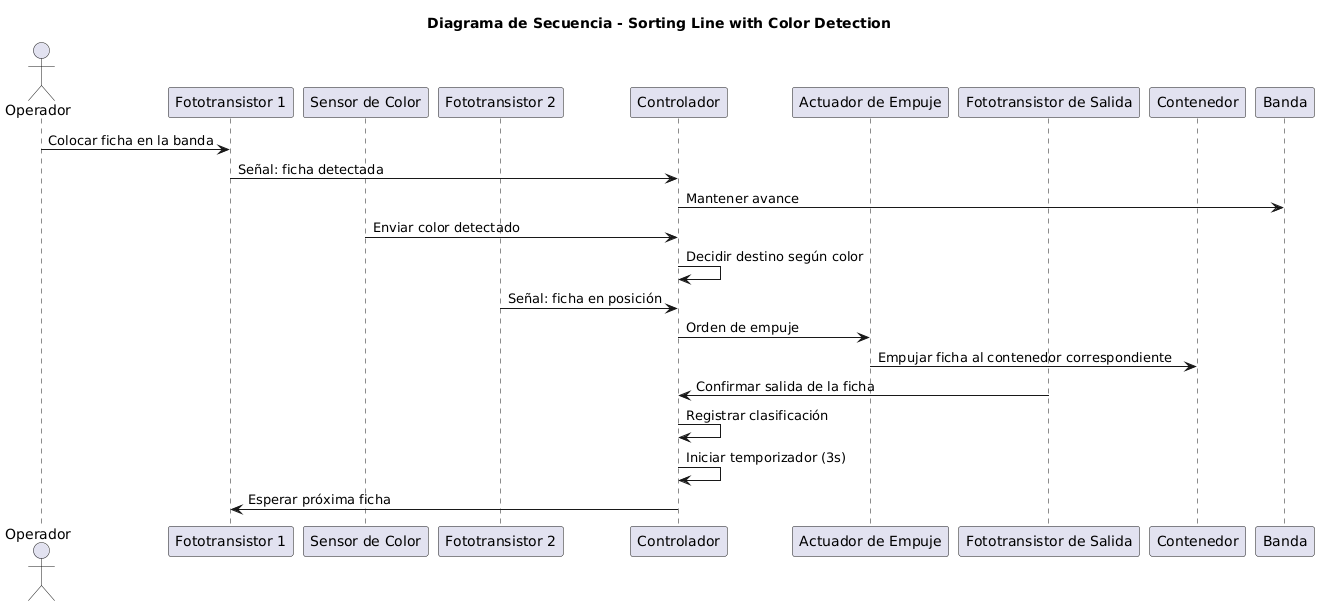 Diagrama de Secuencia - Sorting Line with Color Detection
Operador
Fototransistor 1
Sensor de Color
Fototransistor 2
Controlador
Actuador de Empuje
Fototransistor de Salida
Contenedor
Banda
Colocar ficha en la banda
Señal: ficha detectada
Mantener avance
Enviar color detectado
Decidir destino según color
Señal: ficha en posición
Orden de empuje
Empujar ficha al contenedor correspondiente
Confirmar salida de la ficha
Registrar clasificación
Iniciar temporizador (3s)
Esperar próxima ficha
Operador
Fototransistor 1
Sensor de Color
Fototransistor 2
Controlador
Actuador de Empuje
Fototransistor de Salida
Contenedor
Banda